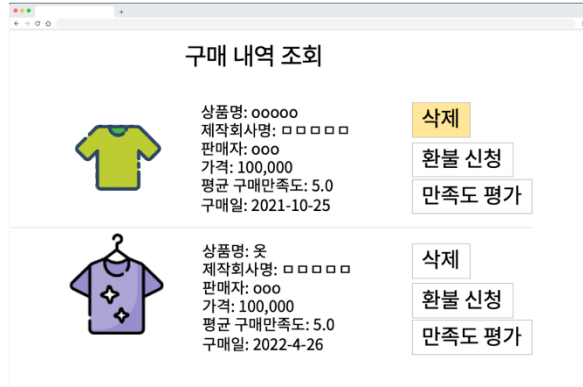 구매 내역 조회
상품명: ooooo
제작회사명: ㅁㅁㅁㅁㅁ
판매자: ooo
가격: 100,000
평균 구매만족도: 5.0
구매일: 2021-10-25
삭제
환불 신청
만족도 평가
상품명: 옷
제작회사명: ㅁㅁㅁㅁㅁ
판매자: ooo
가격: 100,000
평균 구매만족도: 5.0
구매일: 2022-4-26
삭제
환불 신청
만족도 평가